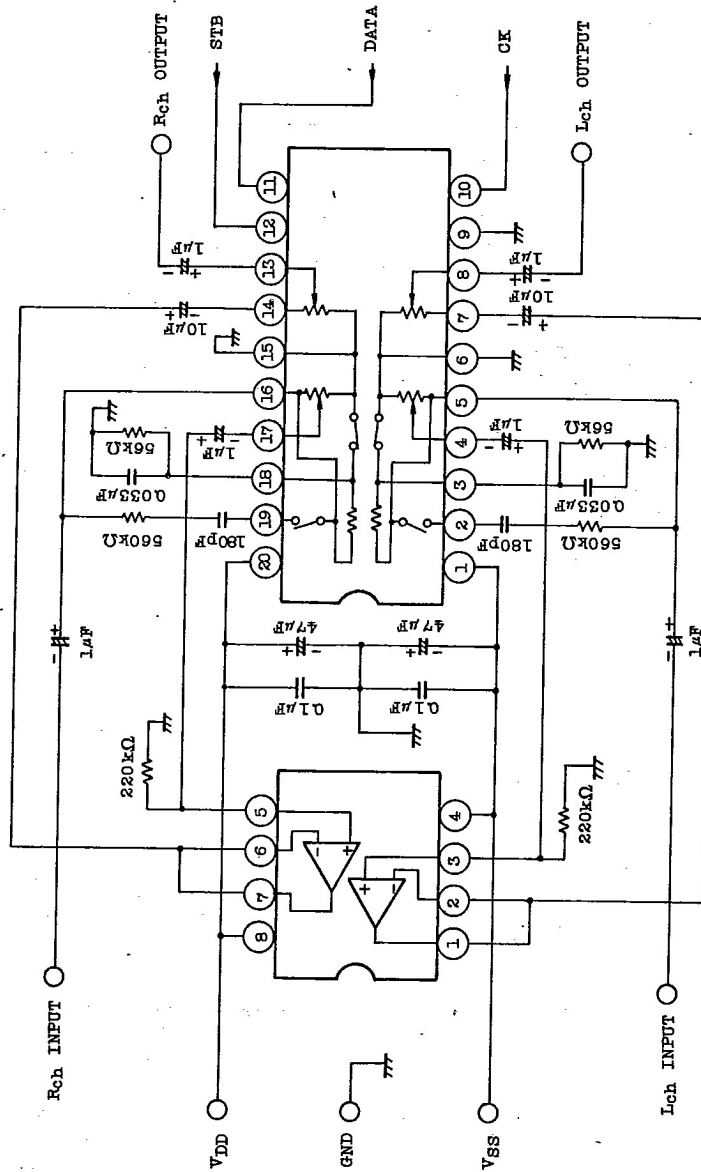 Rch OUTPUT
STB
DATA
CK
Lch OUTPUT
11
12
13
14
15
16
17
18
19
20
10
9
8
7
6
5
4
3
2
1
- +
1μF
+ -
10μF
+ -
1μF
56kΩ
0.033μF
560kΩ
180pF
+ -
1μF
- +
10μF
- +
1μF
56kΩ
0.033μF
560kΩ
180pF
- +
1μF
- +
1μF
+ -
47μF
+ -
47μF
0.1μF
0.1μF
220kΩ
220kΩ
5
6
7
8
4
3
2
1
- +
+ -
Rch INPUT
VDD
GND
VSS
Lch INPUT